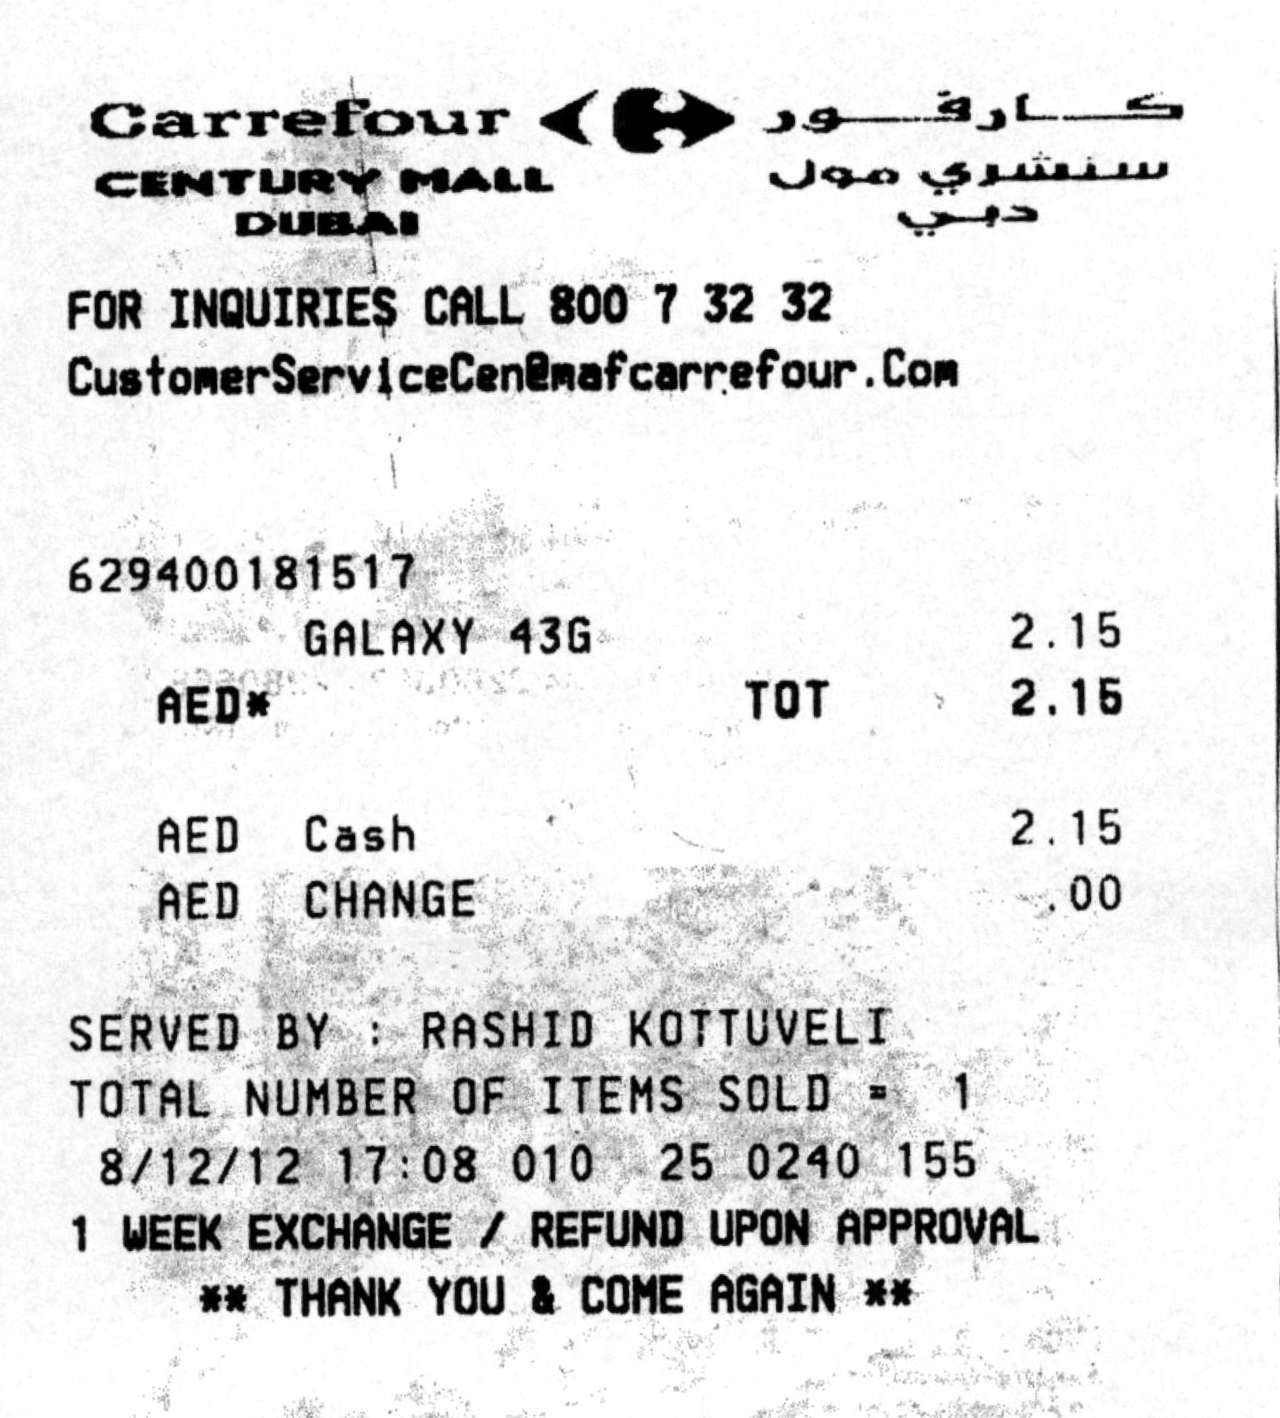 Carrefour كارفور
CENTURY MALL سنشري مول
DUBAI دبي
FOR INQUIRIES CALL 800 7 32 32
CustomerServiceCen@mafcarrefour.Com
629400181517
GALAXY 43G 2.15
AED* TOT 2.15
AED Cash 2.15
AED CHANGE .00
SERVED BY : RASHID KOTTUVELI
TOTAL NUMBER OF ITEMS SOLD = 1
8/12/12 17:08 010 25 0240 155
1 WEEK EXCHANGE / REFUND UPON APPROVAL
** THANK YOU & COME AGAIN **